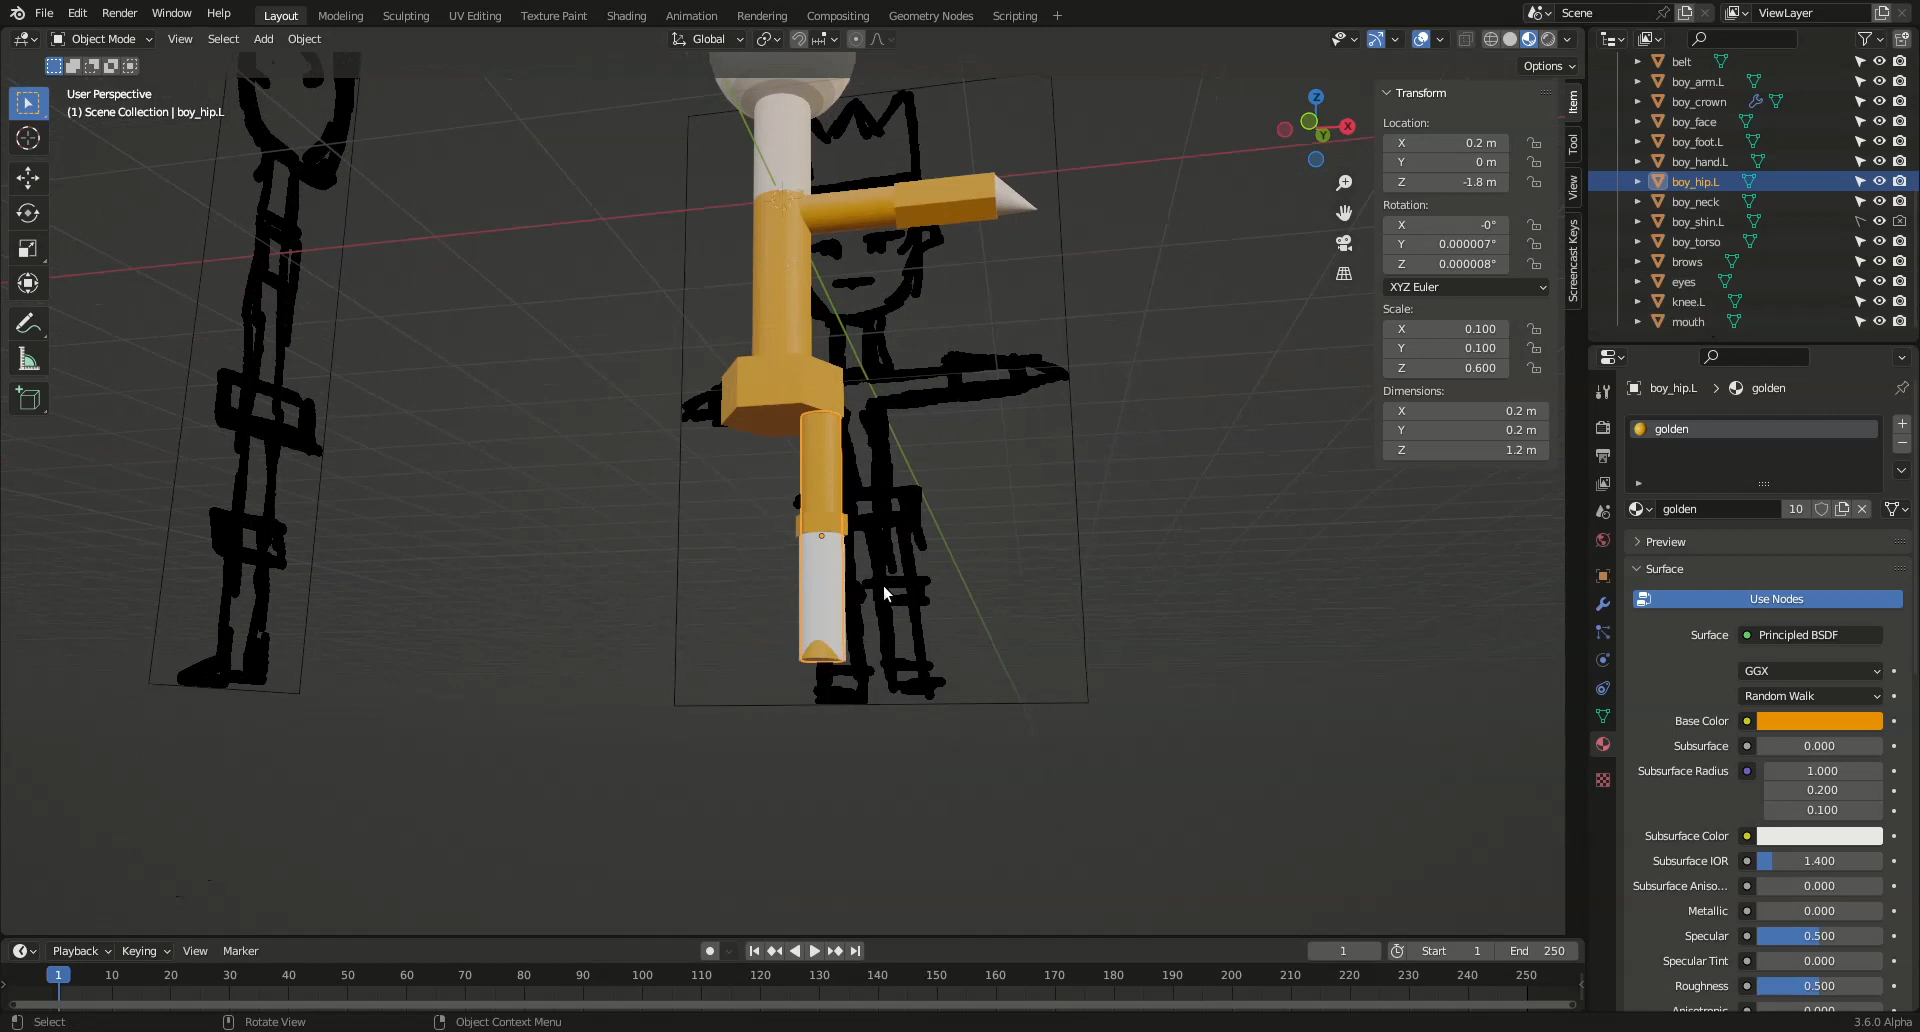 File Edit Render Window Help Layout Modeling Sculpting UV Editing Texture Paint Shading Animation Rendering Compositing Geometry Nodes Scripting + Scene ViewLayer
Object Mode View Select Add Object Global
Options
User Perspective
(1) Scene Collection | boy_hip.L
Z
X
Y
Transform
Location:
X 0.2 m
Y 0 m
Z -1.8 m
Rotation:
X -0°
Y 0.000007°
Z 0.000008°
XYZ Euler
Scale:
X 0.100
Y 0.100
Z 0.600
Dimensions:
X 0.2 m
Y 0.2 m
Z 1.2 m
Item
Tool
View
Screencast Keys
belt
boy_arm.L
boy_crown
boy_face
boy_foot.L
boy_hand.L
boy_hip.L
boy_neck
boy_shin.L
boy_torso
brows
eyes
knee.L
mouth
boy_hip.L > golden
golden
golden 10
Preview
Surface
Use Nodes
Surface Principled BSDF
GGX
Random Walk
Base Color
Subsurface 0.000
Subsurface Radius 1.000
0.200
0.100
Subsurface Color
Subsurface IOR 1.400
Subsurface Aniso... 0.000
Metallic 0.000
Specular 0.500
Specular Tint 0.000
Roughness 0.500
Anisotropic 0.000
Playback Keying View Marker 1 Start 1 End 250
1 10 20 30 40 50 60 70 80 90 100 110 120 130 140 150 160 170 180 190 200 210 220 230 240 250
Select Rotate View Object Context Menu 3.6.0 Alpha